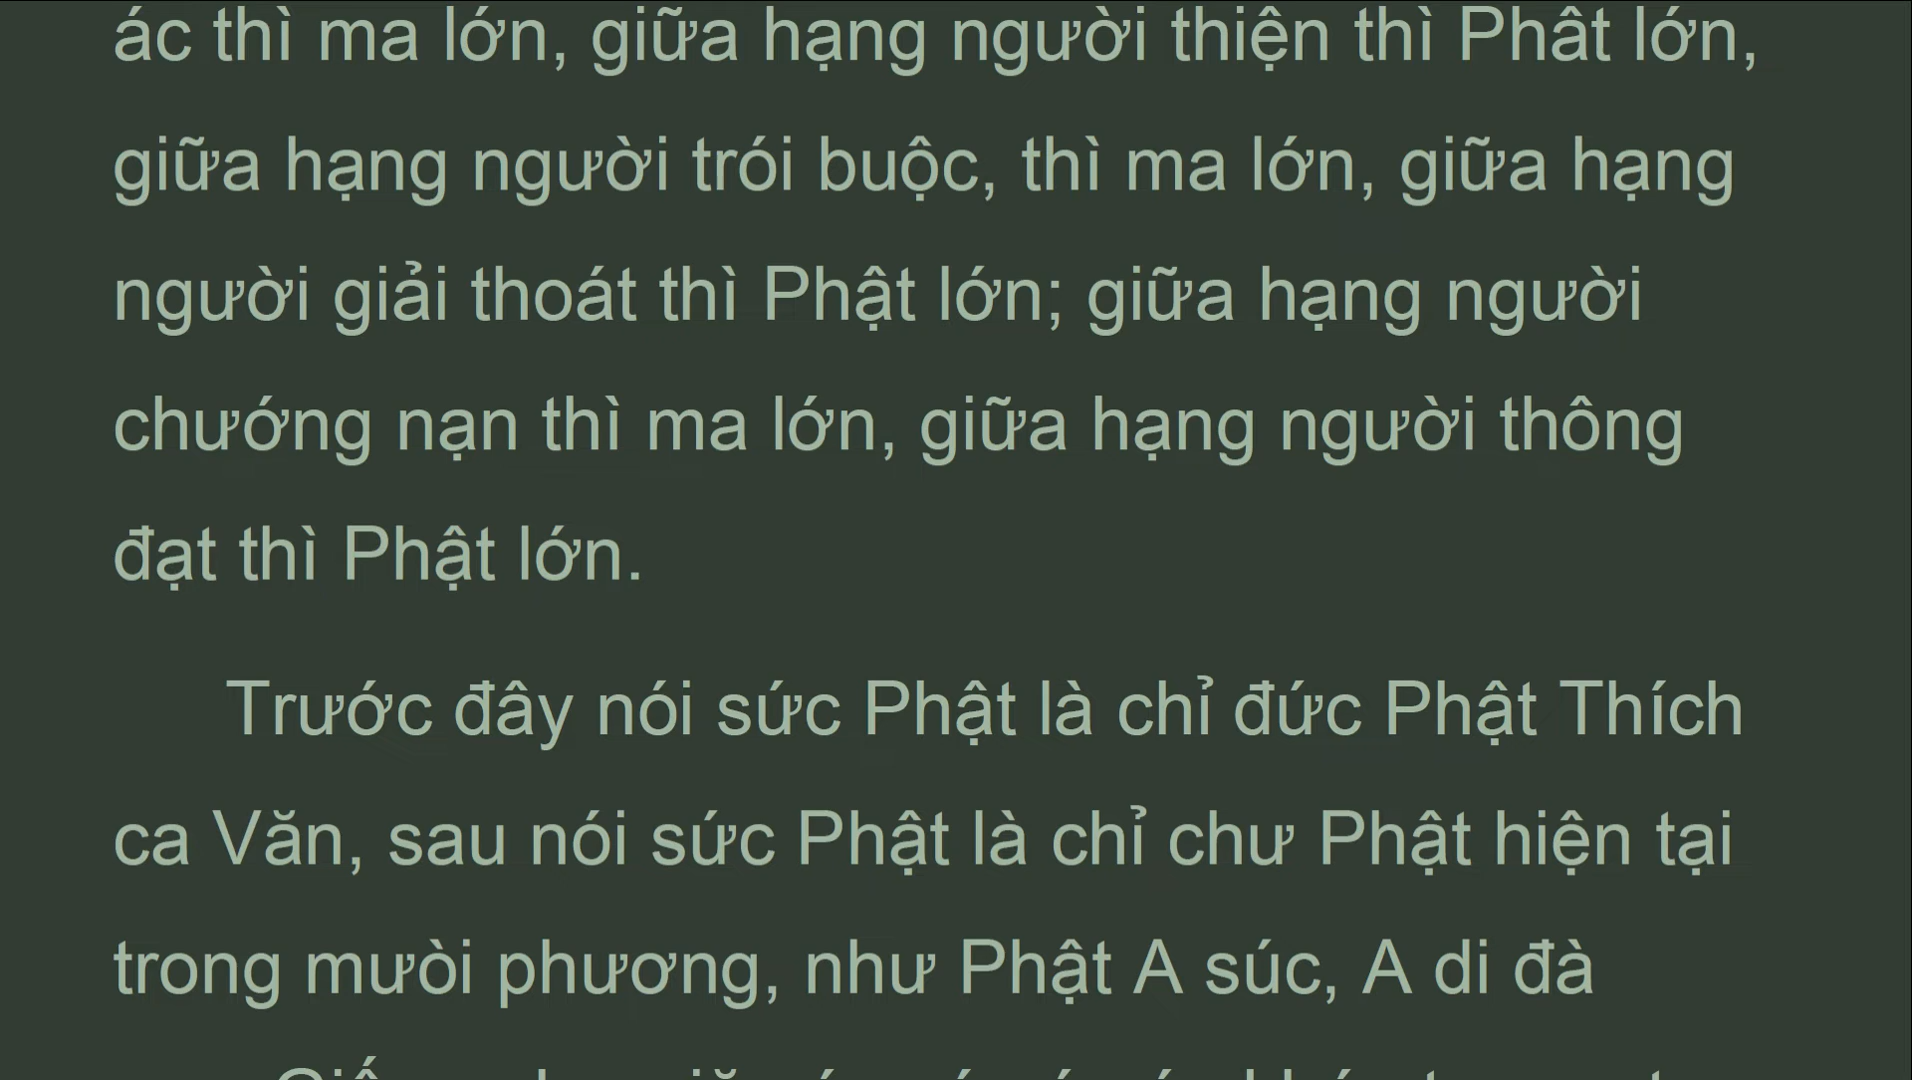 ác thì ma lớn, giữa hạng người thiện thì Phật lớn,
giữa hạng người trói buộc, thì ma lớn, giữa hạng
người giải thoát thì Phật lớn; giữa hạng người
chướng nạn thì ma lớn, giữa hạng người thông
đạt thì Phật lớn.
Trước đây nói sức Phật là chỉ đức Phật Thích
ca Văn, sau nói sức Phật là chỉ chư Phật hiện tại
trong mưòi phương, như Phật A súc, A di đà